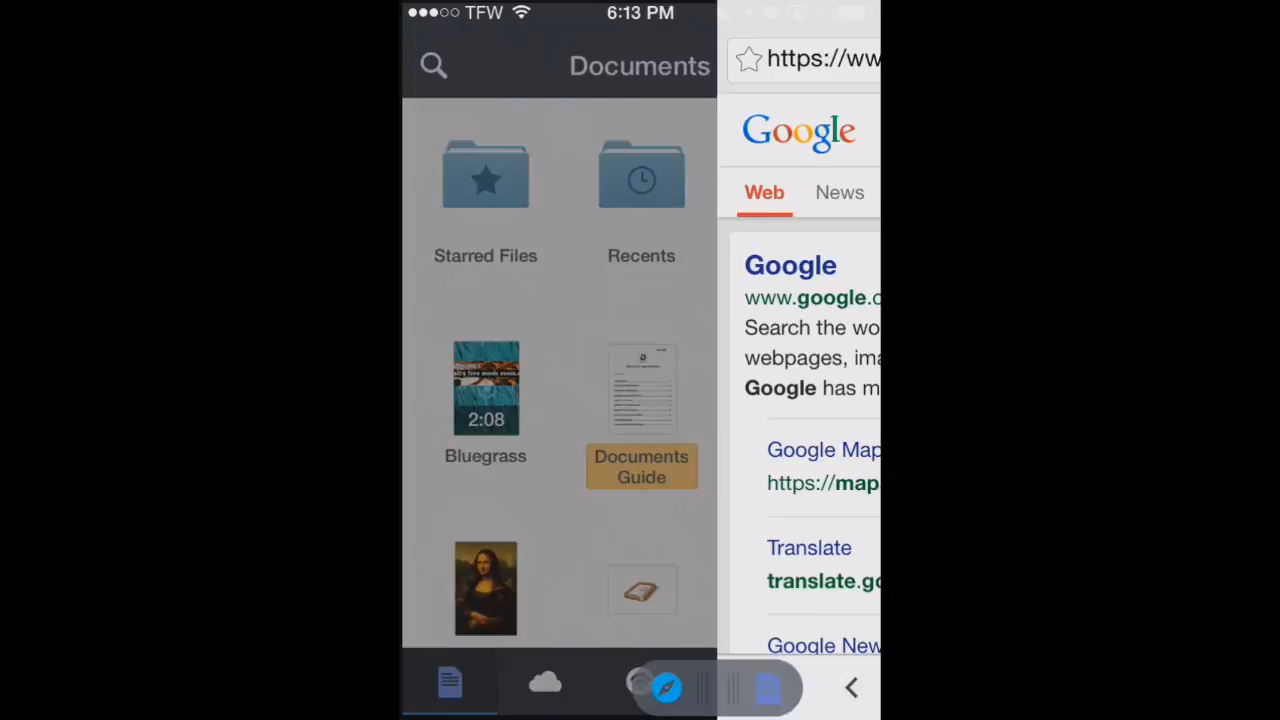 TFW
6:13 PM
Documents
Starred Files
Recents
2:08
Bluegrass
Documents
Guide
https://ww
Google
Web
News
Google
www.google.c
Search the wo
webpages, ima
Google has m
Google Map
https://map
Translate
translate.go
Google New